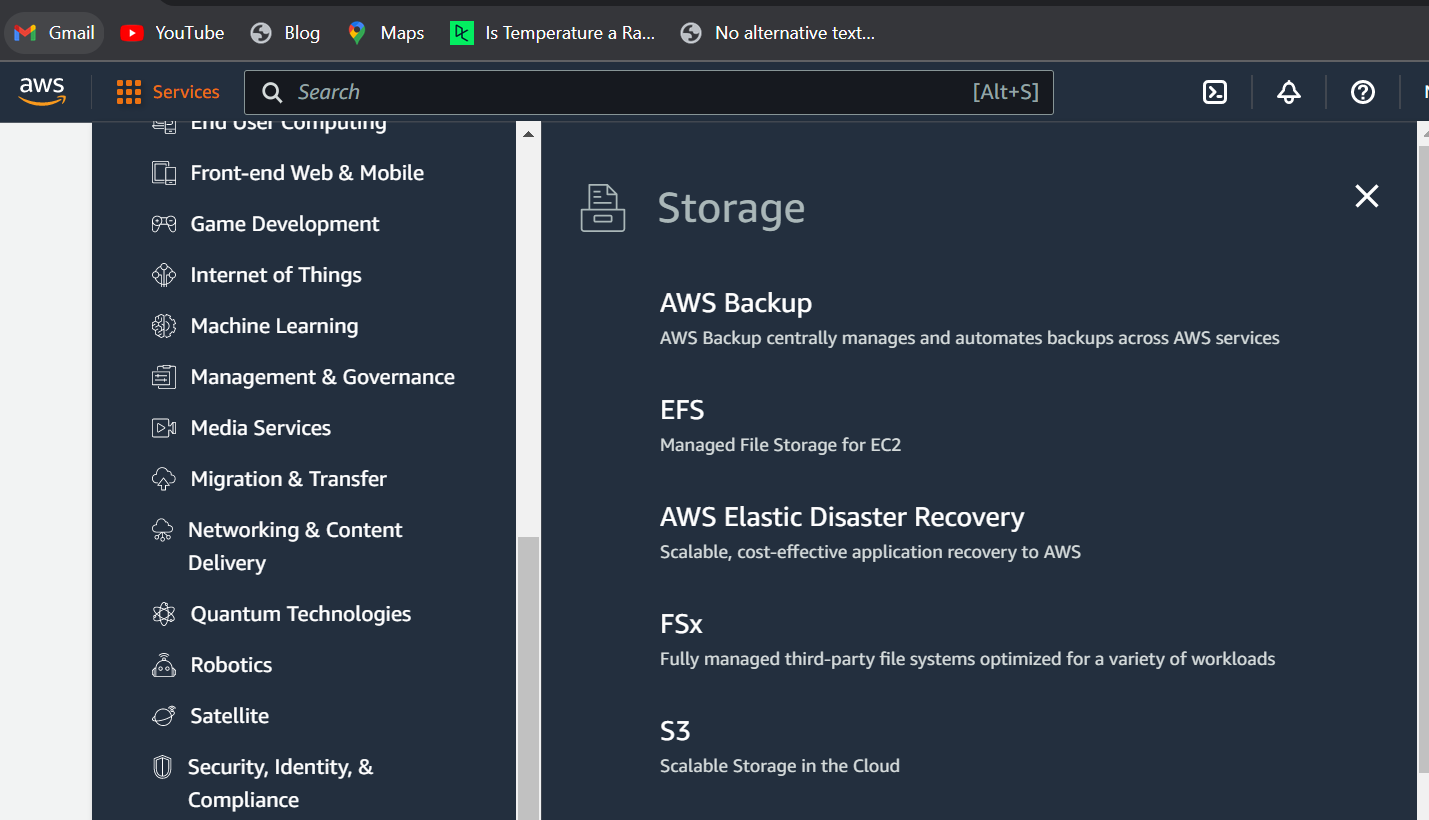 Gmail
YouTube
Blog
Maps
Is Temperature a Ra...
No alternative text...
aws
Services
Search
[Alt+S]
End User Computing
Front-end Web & Mobile
Game Development
Internet of Things
Machine Learning
Management & Governance
Media Services
Migration & Transfer
Networking & Content
Delivery
Quantum Technologies
Robotics
Satellite
Security, Identity, &
Compliance
Storage
AWS Backup
AWS Backup centrally manages and automates backups across AWS services
EFS
Managed File Storage for EC2
AWS Elastic Disaster Recovery
Scalable, cost-effective application recovery to AWS
FSx
Fully managed third-party file systems optimized for a variety of workloads
S3
Scalable Storage in the Cloud